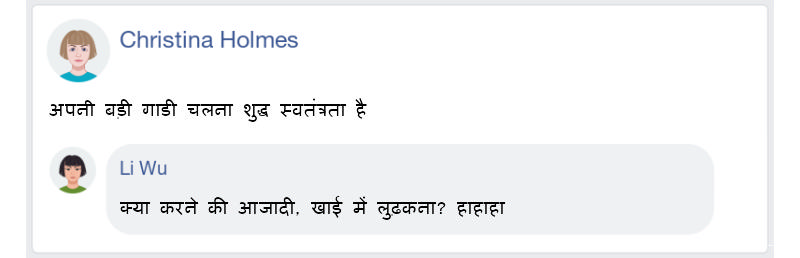 Christina Holmes
अपनी बड़ी गाडी चलना शुद्ध स्वतंत्रता है
Li Wu
क्या करने की आजादी, खाई में लुढकना? हाहाहा